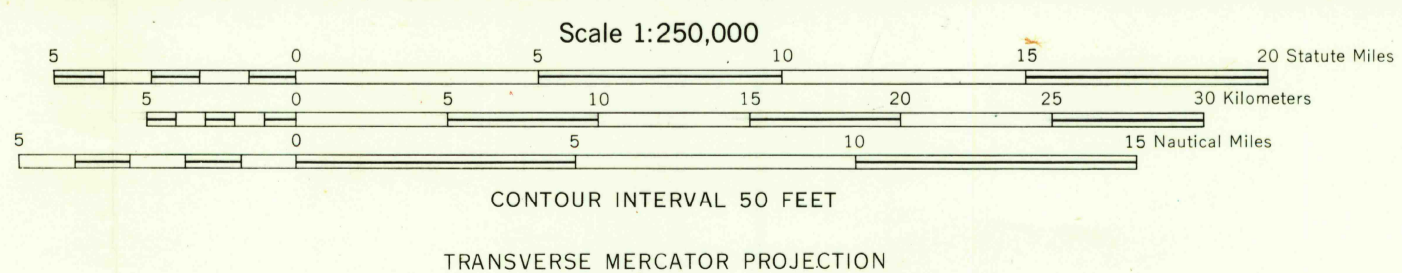 Scale 1:250,000
5 0 5 10 15 20 Statute Miles
5 0 5 10 15 20 25 30 Kilometers
5 0 5 10 15 Nautical Miles
CONTOUR INTERVAL 50 FEET
TRANSVERSE MERCATOR PROJECTION